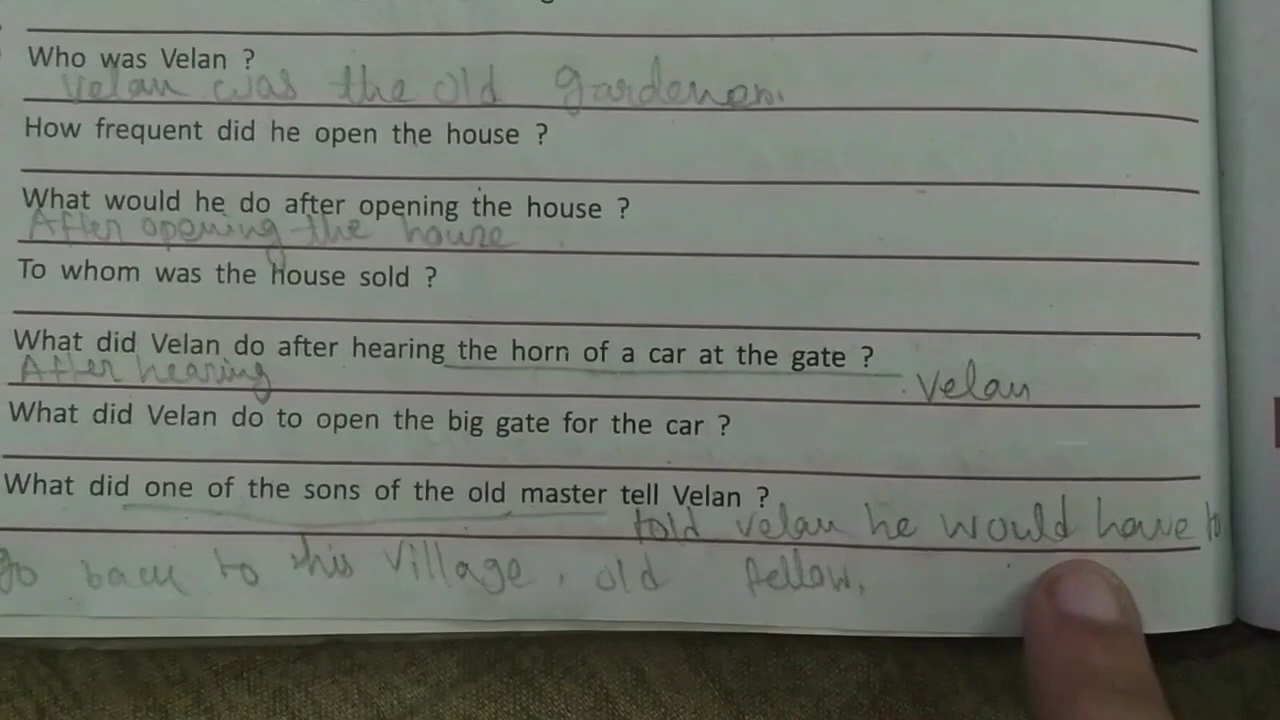 Who was Velan ?
Velan was the old gardener.
How frequent did he open the house ?
What would he do after opening the house ?
After opening the house
To whom was the house sold ?
What did Velan do after hearing the horn of a car at the gate ?
After hearing . Velan
What did Velan do to open the big gate for the car ?
What did one of the sons of the old master tell Velan ?
told velan he would have to
go back to his village, old fellow.